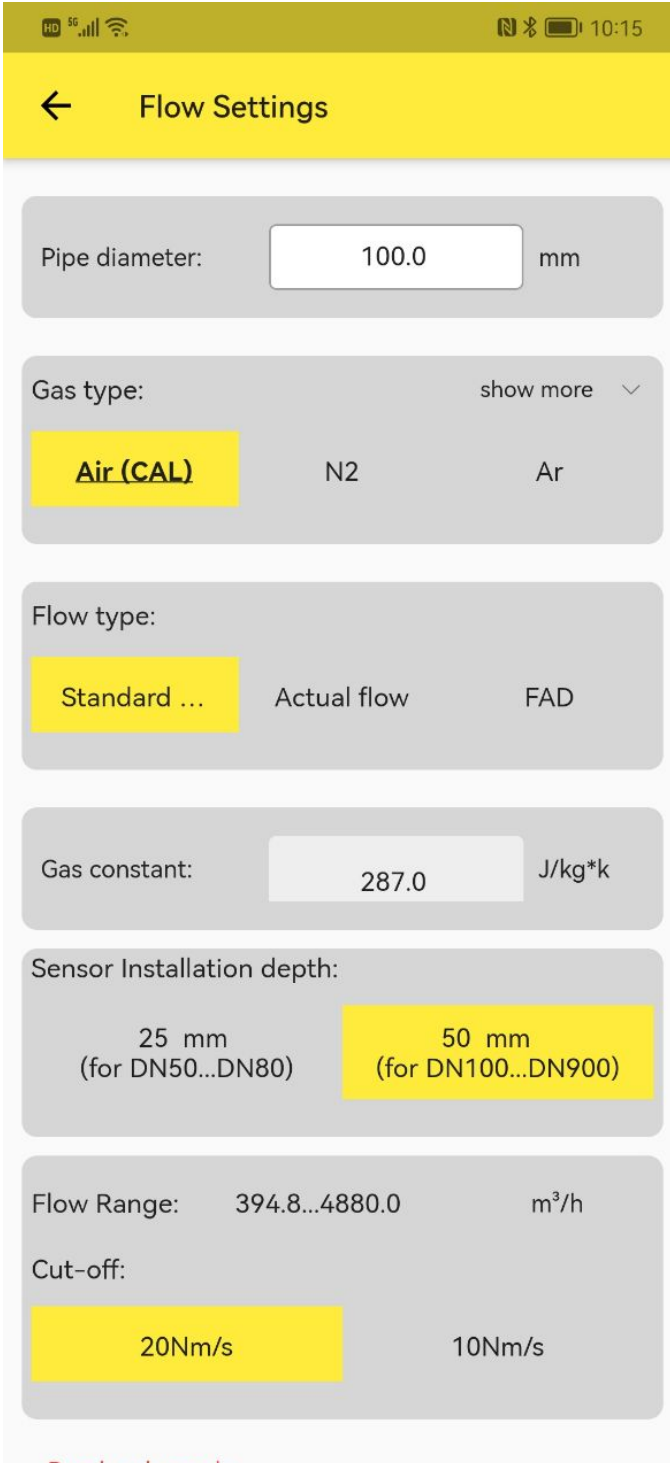 HD 5G 10:15
Flow Settings
Pipe diameter: 100.0 mm
Gas type: show more
Air (CAL) N2 Ar
Flow type:
Standard ... Actual flow FAD
Gas constant: 287.0 J/kg*k
Sensor Installation depth:
25 mm 50 mm
(for DN50...DN80) (for DN100...DN900)
Flow Range: 394.8...4880.0 m³/h
Cut-off:
20Nm/s 10Nm/s